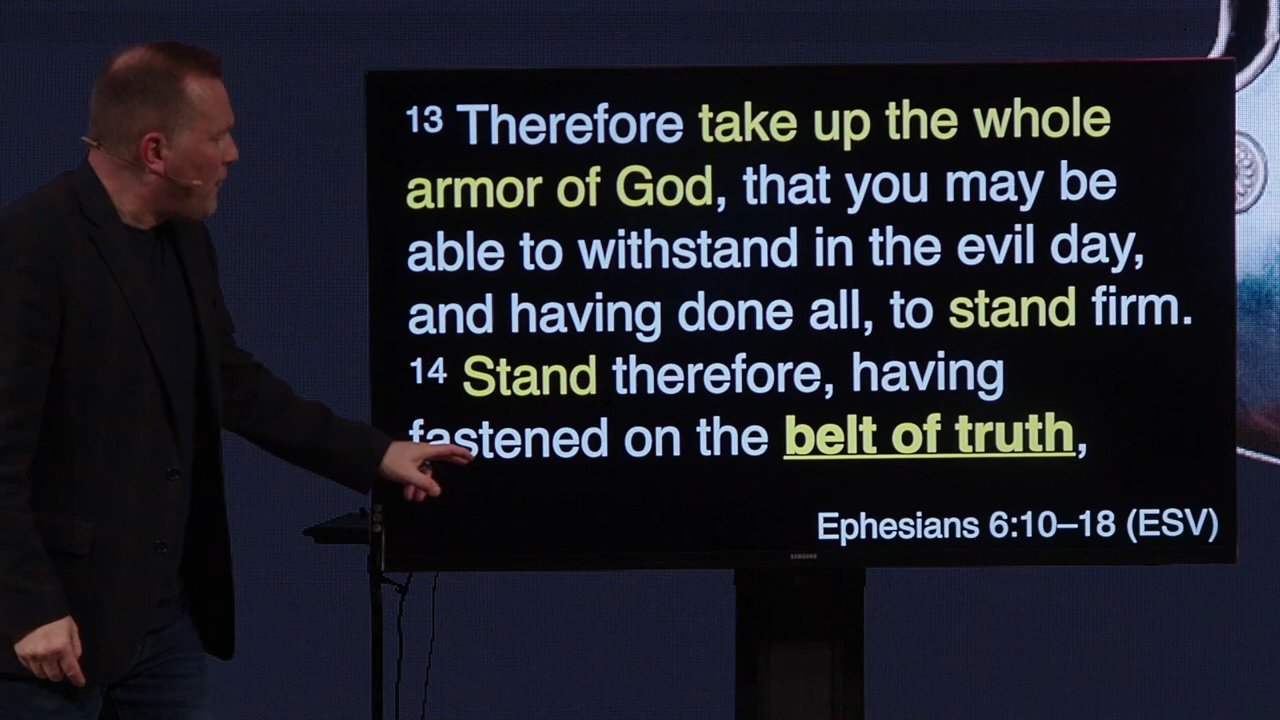 13 Therefore take up the whole
armor of God, that you may be
able to withstand in the evil day,
and having done all, to stand firm.
14 Stand therefore, having
fastened on the belt of truth,
Ephesians 6:10–18 (ESV)
SAMSUNG